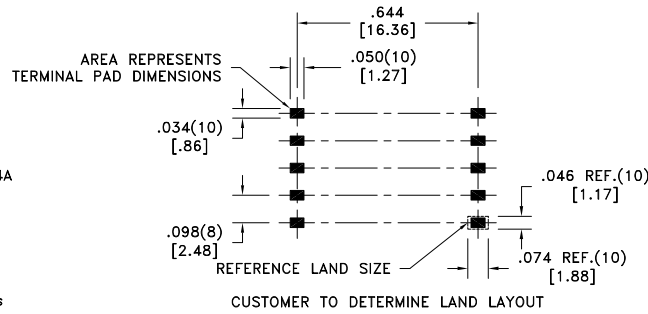 .644
[16.36]
AREA REPRESENTS
TERMINAL PAD DIMENSIONS
.050(10)
[1.27]
.034(10)
[.86]
4A
.046 REF.(10)
[1.17]
.098(8)
[2.48]
REFERENCE LAND SIZE
.074 REF.(10)
[1.88]
s
CUSTOMER TO DETERMINE LAND LAYOUT